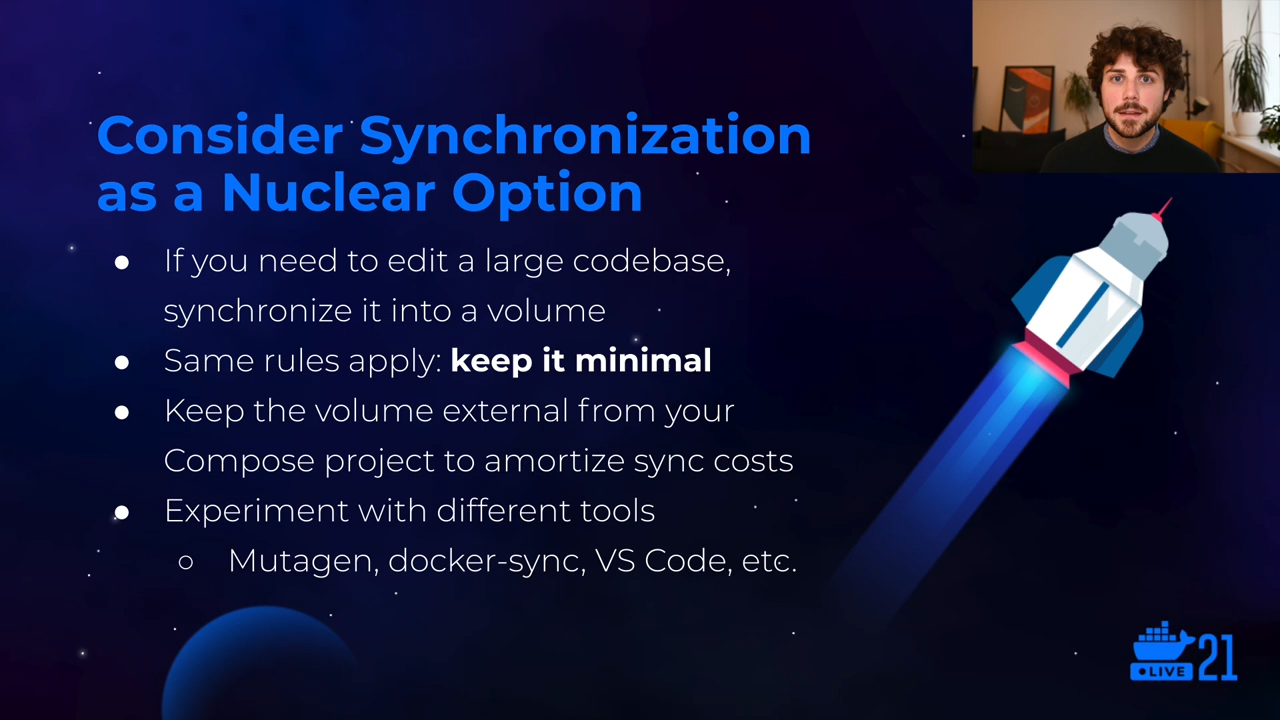 Consider Synchronization
as a Nuclear Option
● If you need to edit a large codebase,
synchronize it into a volume
● Same rules apply: keep it minimal
● Keep the volume external from your
Compose project to amortize sync costs
● Experiment with different tools
○ Mutagen, docker-sync, VS Code, etc.
LIVE 21